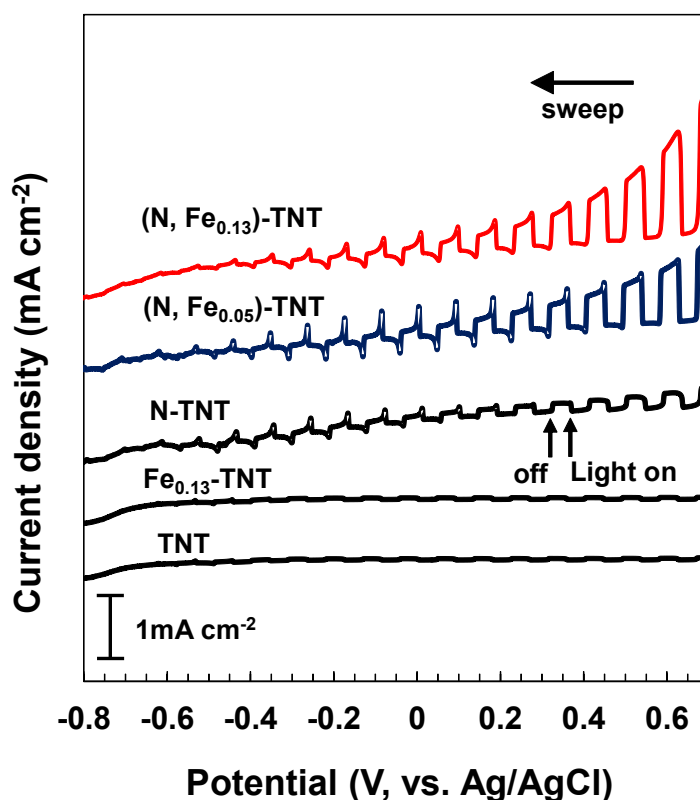 sweep
(N, Fe0.13)-TNT
(N, Fe0.05)-TNT
N-TNT
off Light on
Fe0.13-TNT
TNT
1mA cm-2
Current density (mA cm-2)
-0.8 -0.6 -0.4 -0.2 0 0.2 0.4 0.6
Potential (V, vs. Ag/AgCl)